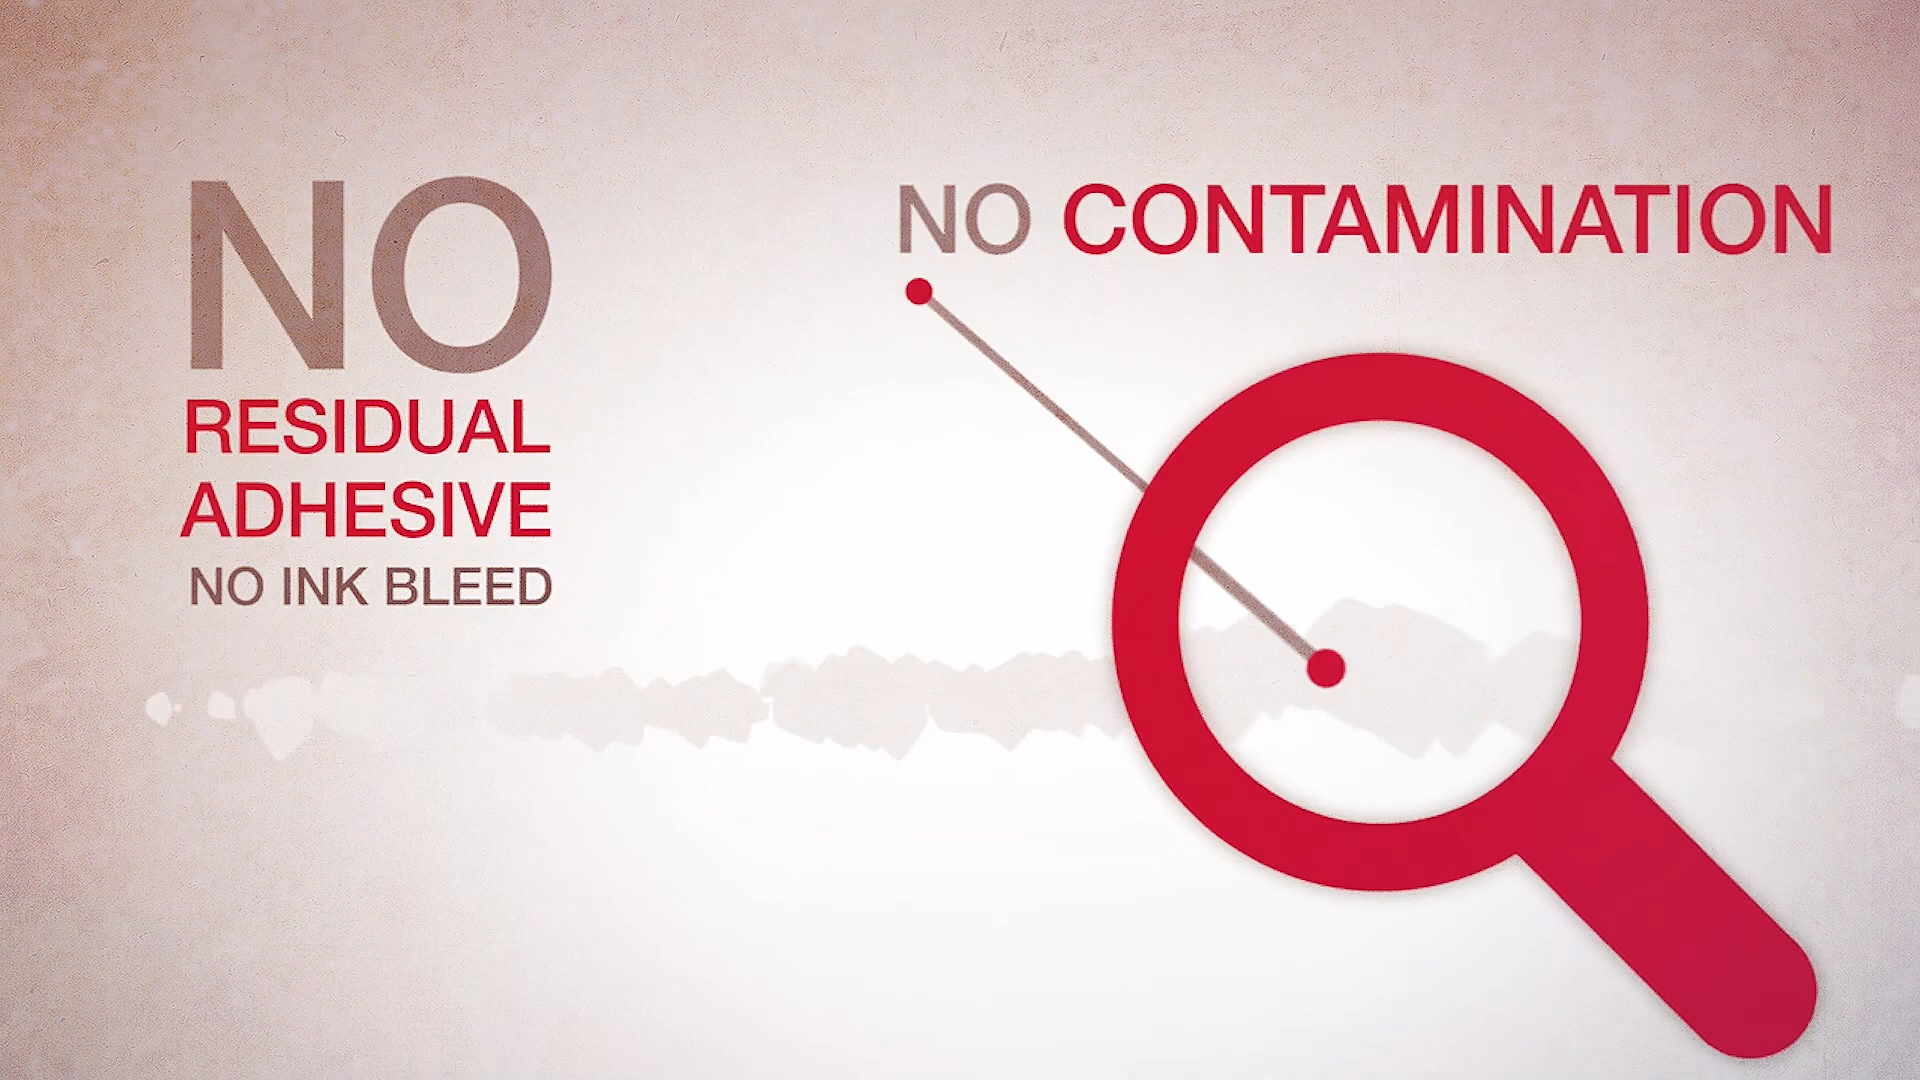 NO
RESIDUAL
ADHESIVE
NO INK BLEED
NO CONTAMINATION